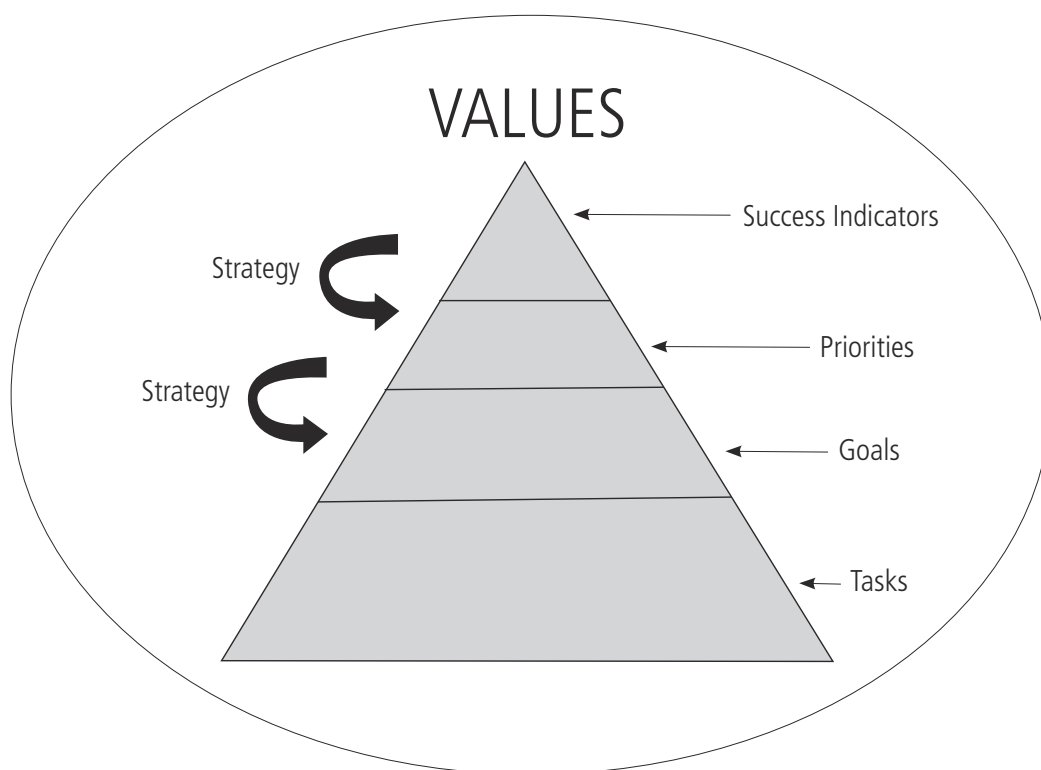 VALUES
Success Indicators
Strategy
Priorities
Strategy
Goals
Tasks